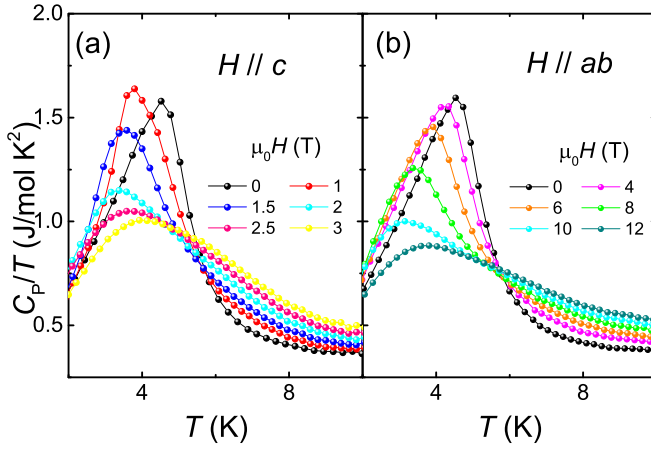 (a)
H // c
μ₀H (T)
0 1
1.5 2
2.5 3
(b)
H // ab
μ₀H (T)
0 4
6 8
10 12
C_P/T (J/mol K²)
2.0
1.5
1.0
0.5
4 8
4 8
T (K)
T (K)